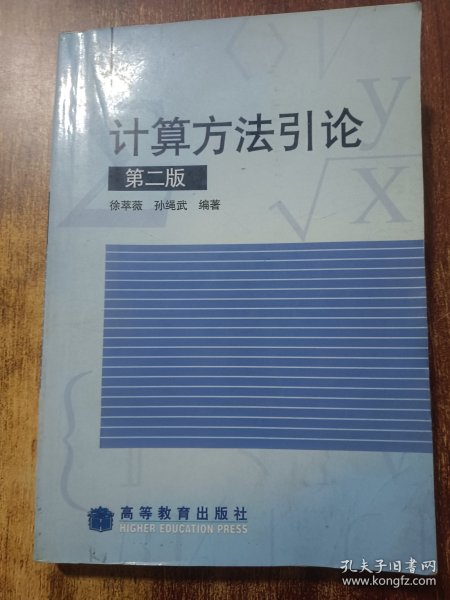 y
√x
计算方法引论
第二版
徐萃薇 孙绳武 编著
高等教育出版社
HIGHER EDUCATION PRESS
孔夫子旧书网
www.kongfz.com